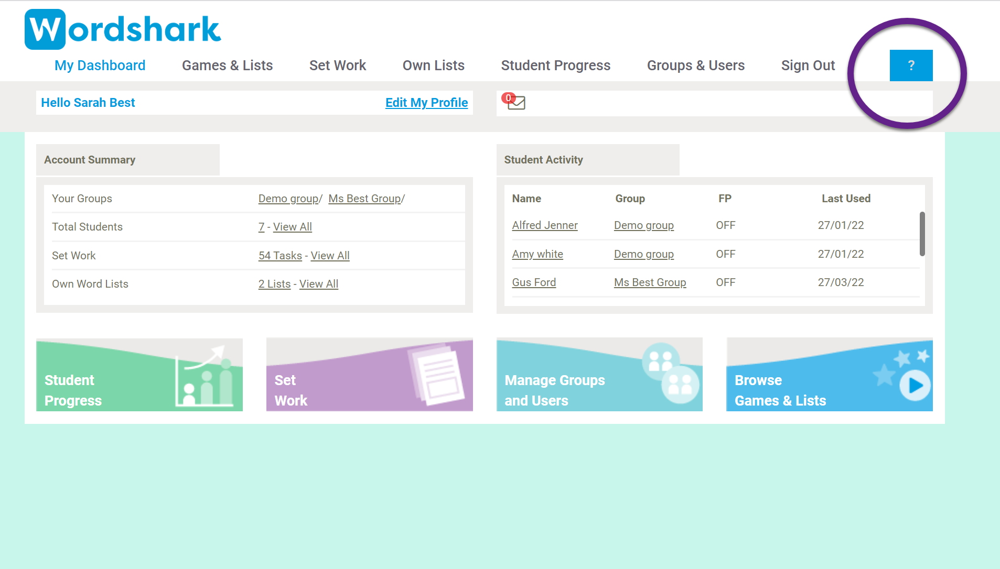 Wordshark
My Dashboard Games & Lists Set Work Own Lists Student Progress Groups & Users Sign Out ?
Hello Sarah Best Edit My Profile 0
Account Summary
Your Groups Demo group/ Ms Best Group/
Total Students 7 - View All
Set Work 54 Tasks - View All
Own Word Lists 2 Lists - View All
Student Activity
Name Group FP Last Used
Alfred Jenner Demo group OFF 27/01/22
Amy white Demo group OFF 27/01/22
Gus Ford Ms Best Group OFF 27/03/22
Student
Progress
Set
Work
Manage Groups
and Users
Browse
Games & Lists